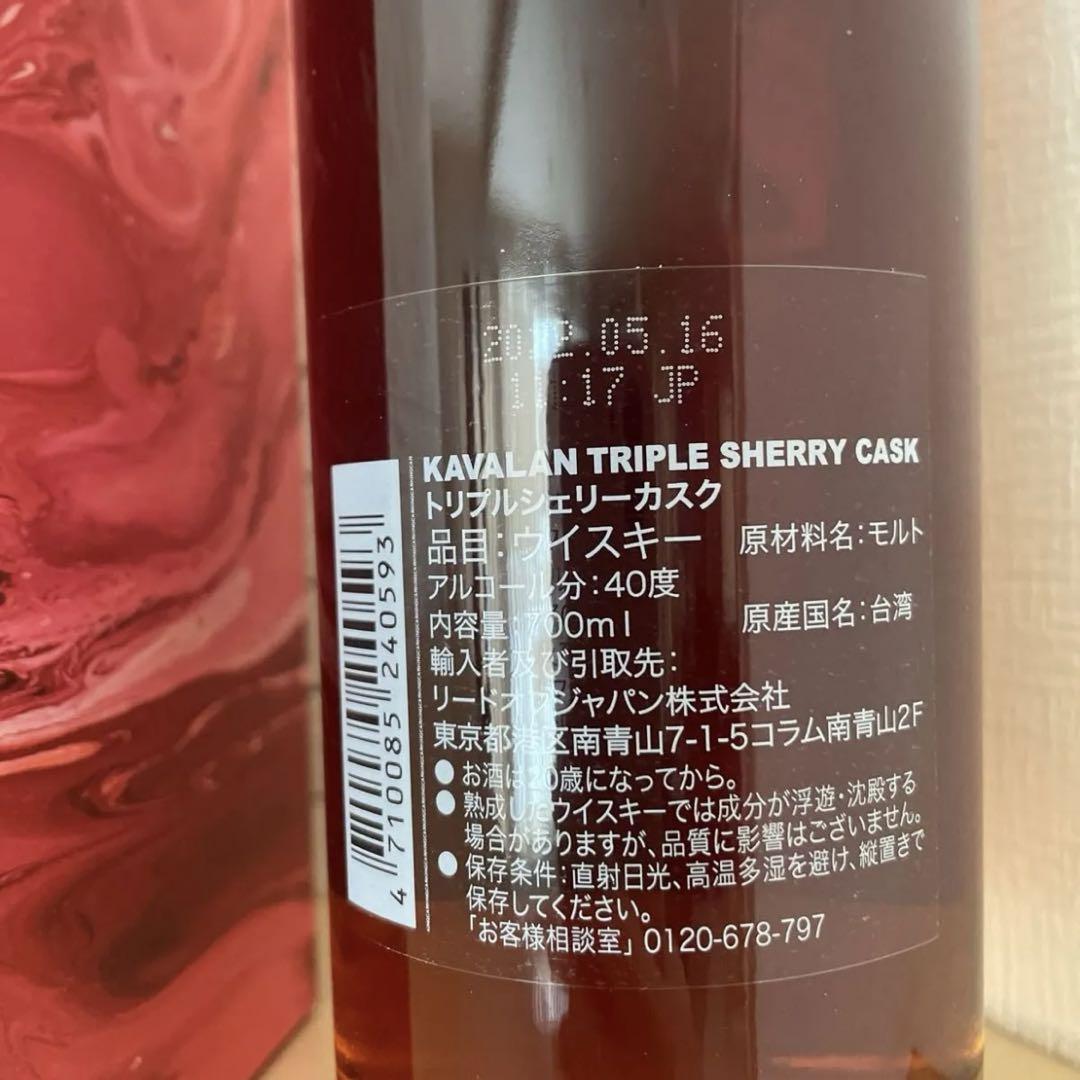 2022.05.16
:17 JP
KAVALAN TRIPLE SHERRY CASK
トリプルシェリーカスク
品目:ウイスキー 原材料名:モルト
アルコール分:40度
内容量:700ml 原産国名:台湾
輸入者及び引取先:
リードオフジャパン株式会社
東京都港区南青山7-1-5コラム南青山2F
●お酒は20歳になってから。
●熟成したウイスキーでは成分が浮遊・沈殿する
場合がありますが、品質に影響はございません。
●保存条件:直射日光、高温多湿を避け、縦置きで
保存してください。
「お客様相談室」0120-678-797
4 710085 240593